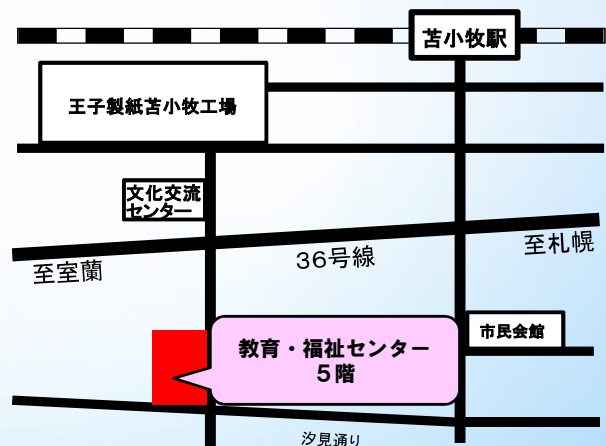 苫小牧駅
王子製紙苫小牧工場
文化交流
センター
至室蘭
36号線
至札幌
教育・福祉センター
５階
市民会館
汐見通り